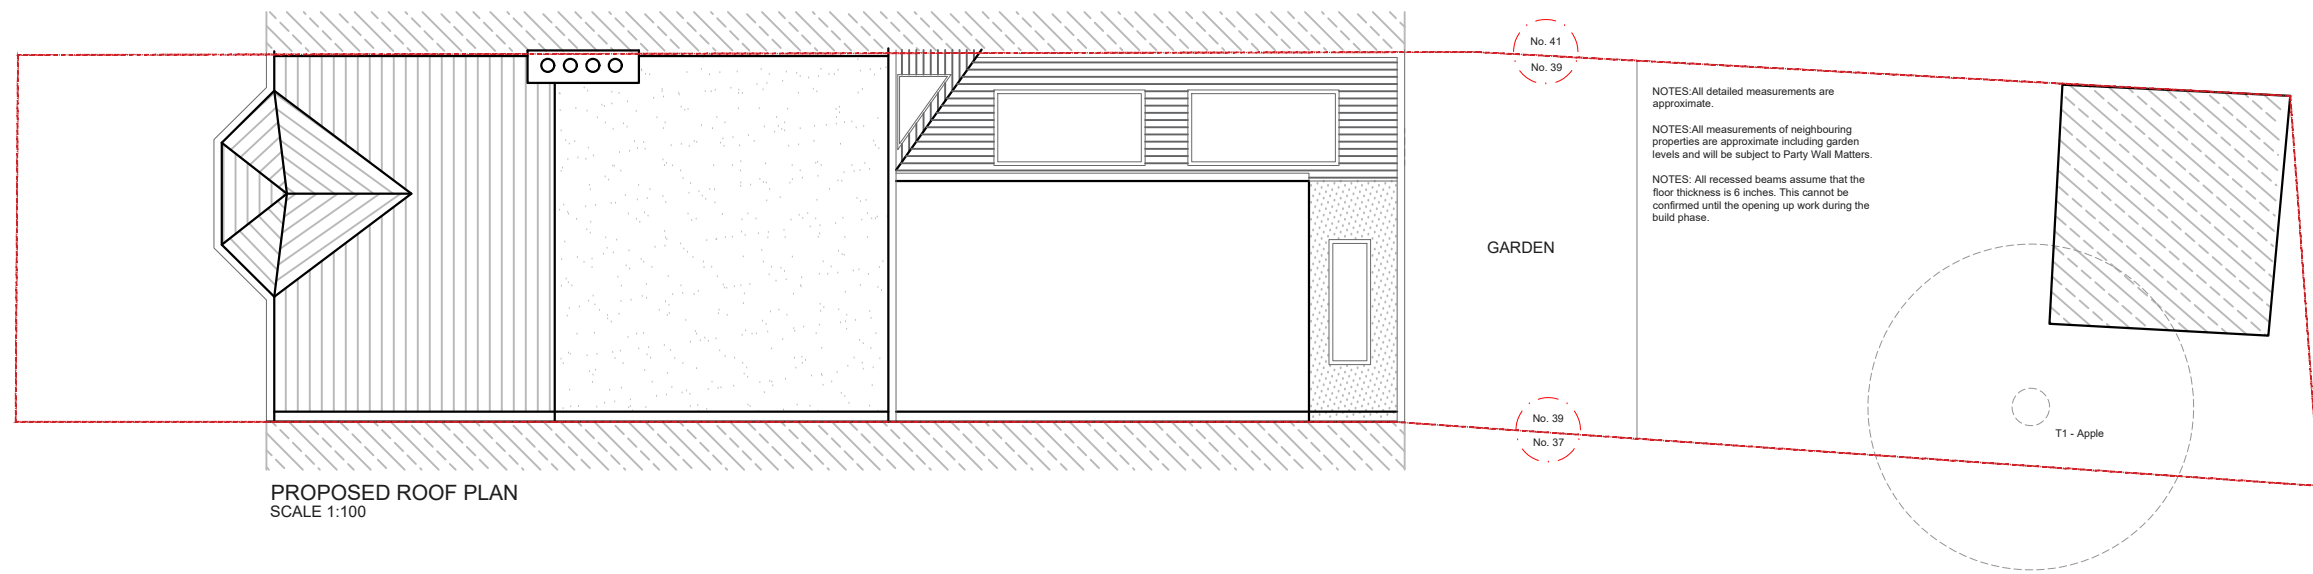 No. 41
No. 39
NOTES:All detailed measurements are
approximate.
NOTES:All measurements of neighbouring
properties are approximate including garden
levels and will be subject to Party Wall Matters.
NOTES: All recessed beams assume that the
floor thickness is 6 inches. This cannot be
confirmed until the opening up work during the
build phase.
GARDEN
No. 39
No. 37
T1 - Apple
PROPOSED ROOF PLAN
SCALE 1:100